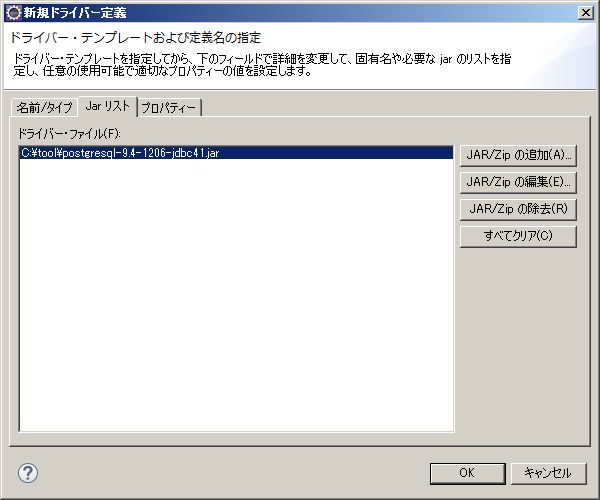 新規ドライバー定義
ドライバー・テンプレートおよび定義名の指定
ドライバー・テンプレートを指定してから、下のフィールドで詳細を変更して、固有名や必要な jar のリストを指
定し、任意の使用可能で適切なプロパティーの値を設定します。
名前/タイプ Jar リスト プロパティー
ドライバー・ファイル(F):
C:¥tool¥postgresql-9.4-1206-jdbc41.jar
JAR/Zip の追加(A)...
JAR/Zip の編集(E)...
JAR/Zip の除去(R)
すべてクリア(C)
?
OK キャンセル